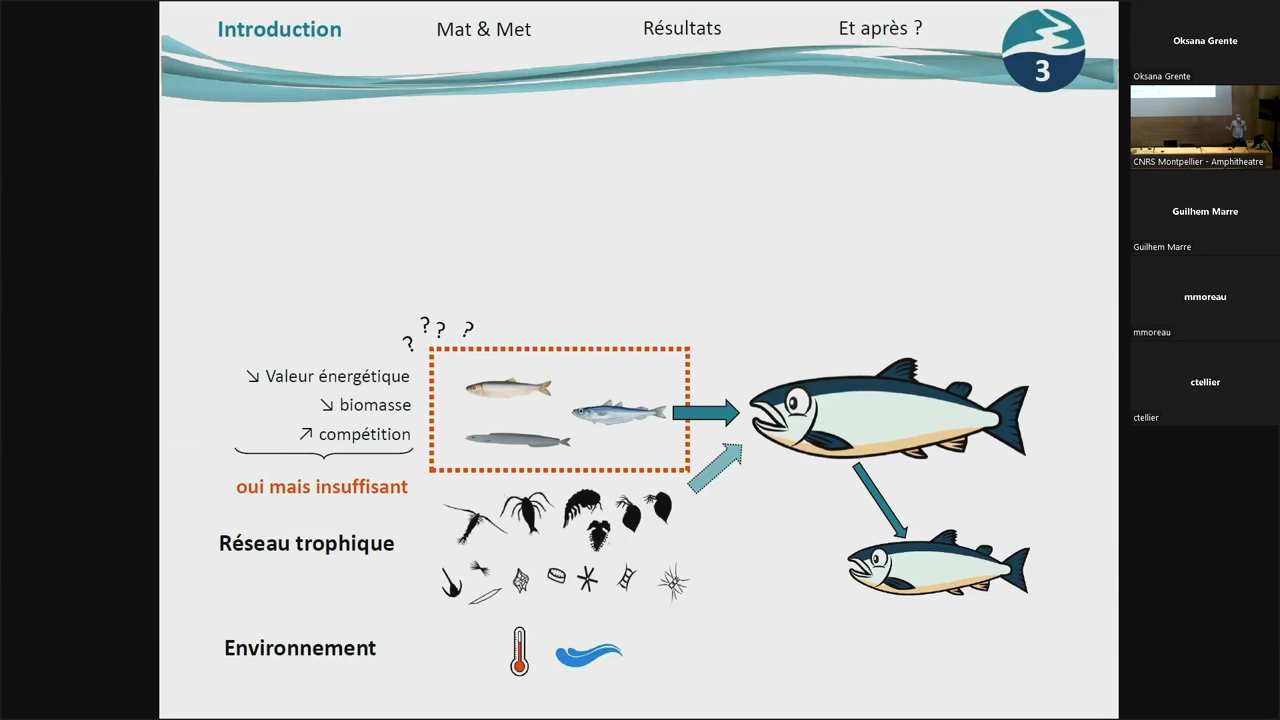 Introduction
Mat & Met
Résultats
Et après ?
3
? ? ? ?
↘ Valeur énergétique
↘ biomasse
↗ compétition
oui mais insuffisant
Réseau trophique
Environnement
Oksana Grente
Oksana Grente
CNRS Montpellier - Amphitheatre
Guilhem Marre
Guilhem Marre
mmoreau
mmoreau
ctellier
ctellier